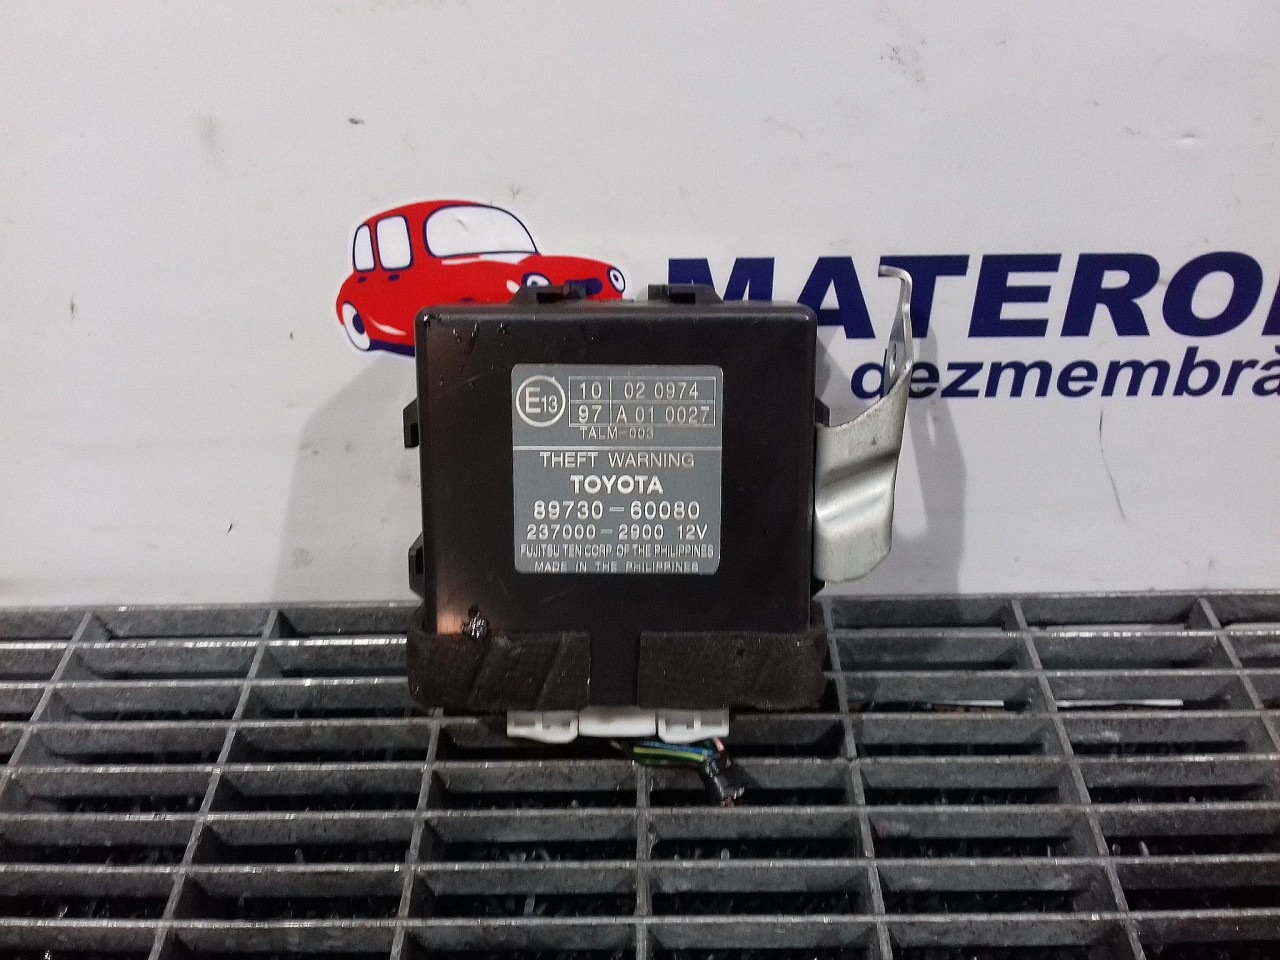 MATERO
dezmembră
E13
10 02 0974
97 A 01 0027
TALM-003
THEFT WARNING
TOYOTA
89730-60080
237000-2900 12V
FUJITSU TEN CORP. OF THE PHILIPPINES
MADE IN THE PHILIPPINES